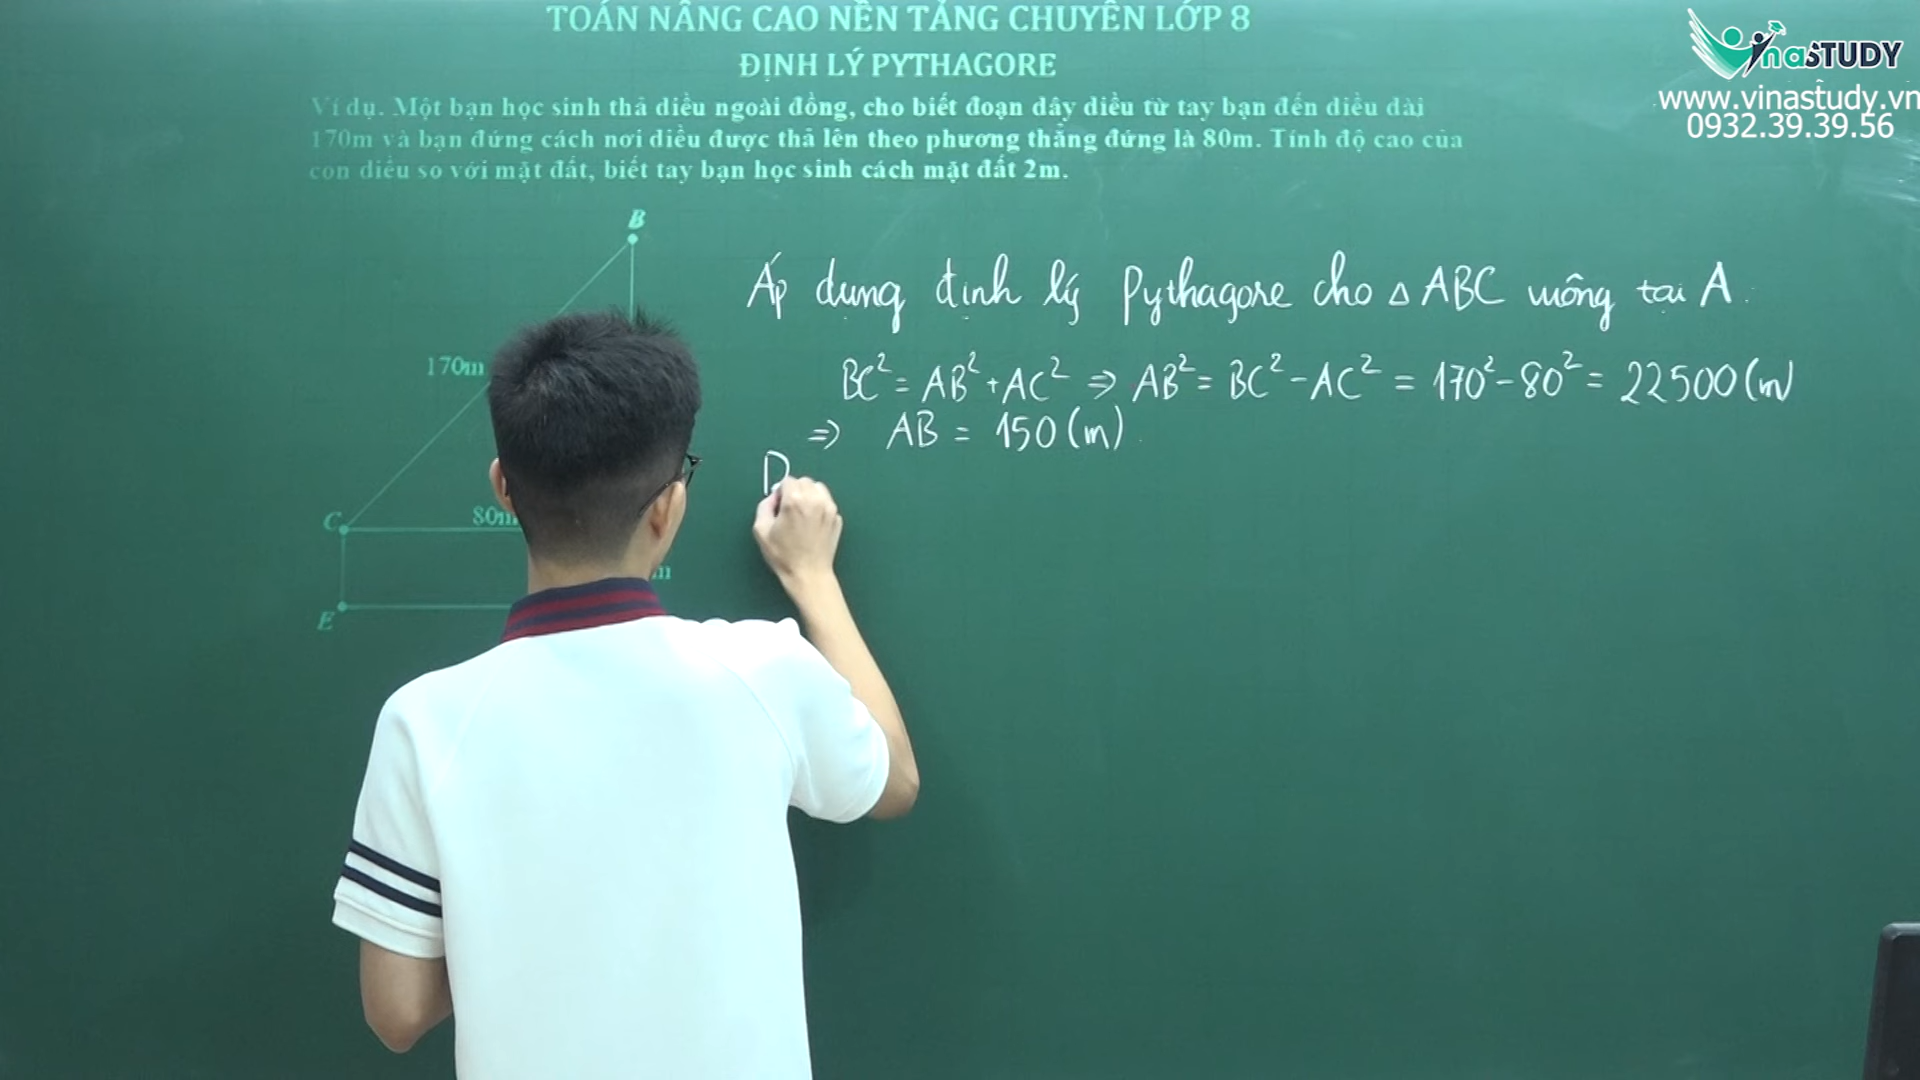 TOÁN NÂNG CAO NỀN TẢNG CHUYÊN LỚP 8
ĐỊNH LÝ PYTHAGORE
Ví dụ. Một bạn học sinh thả diều ngoài đồng, cho biết đoạn dây diều từ tay bạn đến diều dài
170m và bạn đứng cách nơi diều được thả lên theo phương thẳng đứng là 80m. Tính độ cao của
con diều so với mặt đất, biết tay bạn học sinh cách mặt đất 2m.
VinaSTUDY
www.vinastudy.vn
0932.39.39.56
B
170m
C
80m
m
E
Áp dụng định lý Pythagore cho △ ABC vuông tại A.
BC² = AB² + AC² ⇒ AB² = BC² - AC² = 170² - 80² = 22500 (m)
⇒ AB = 150 (m)
D